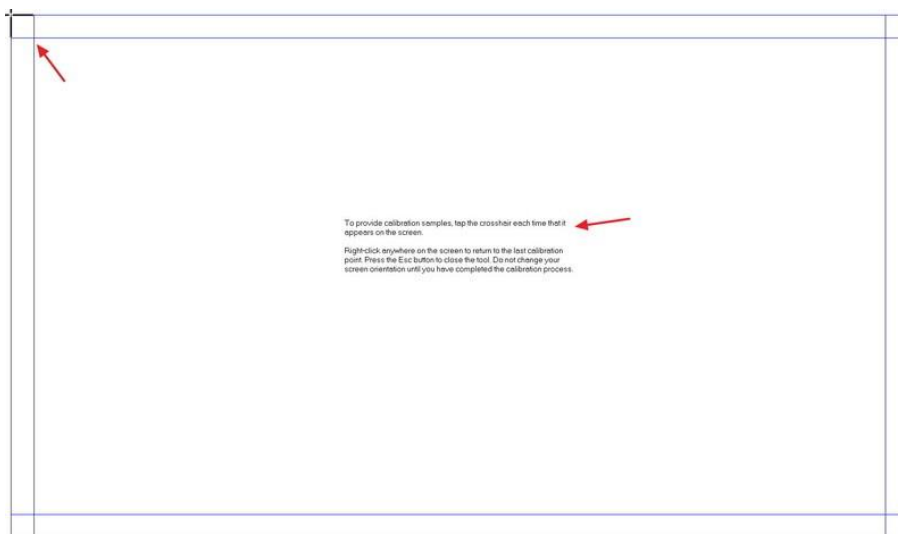 To provide calibration samples, tap the crosshair each time that it
appears on the screen.
Right-click anywhere on the screen to return to the last calibration
point. Press the Esc button to close the tool. Do not change your
screen orientation until you have completed the calibration process.